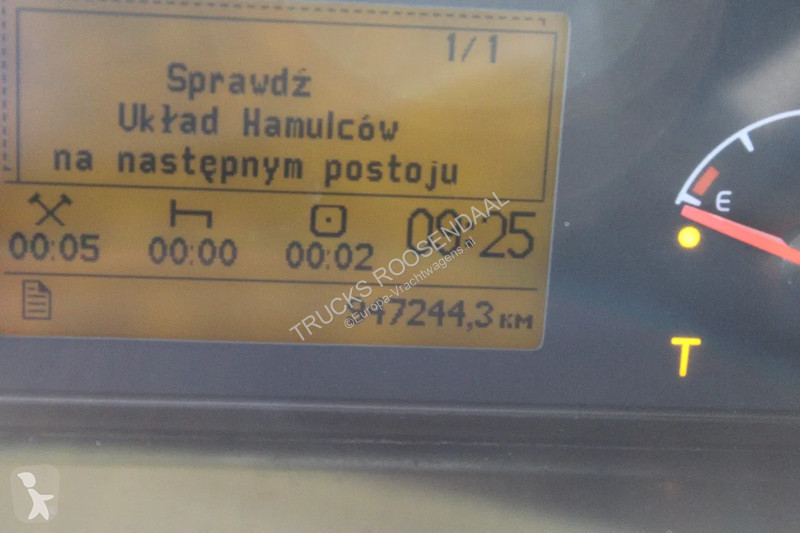 1/1
Sprawdź
Układ Hamulców
na następnym postoju
00:05 00:00 00:02 09:25
947244,3 км
TRUCKS ROOSENDAAL
©Europa-Vrachtwagens.nl
E
T